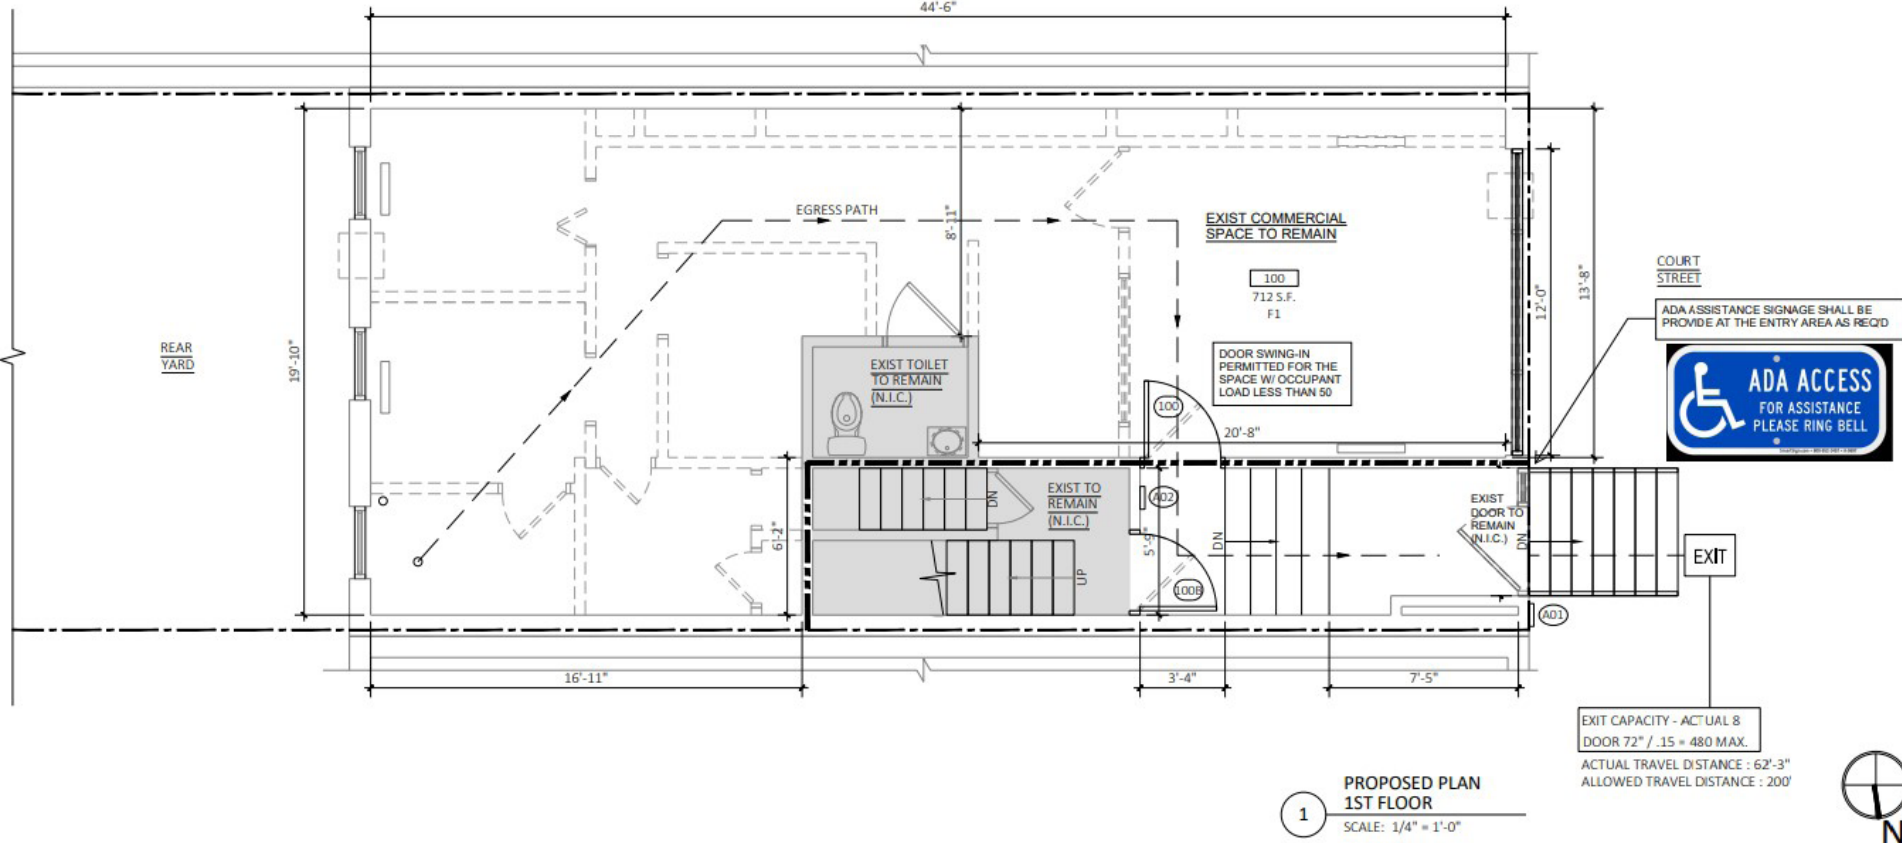 44'-6"
EGRESS PATH
8'-11"
EXIST COMMERCIAL
SPACE TO REMAIN
100
712 S.F.
F1
12'-0"
13'-8"
COURT
STREET
ADA ASSISTANCE SIGNAGE SHALL BE
PROVIDE AT THE ENTRY AREA AS REQ'D
ADA ACCESS
FOR ASSISTANCE
PLEASE RING BELL
REAR
YARD
19'-10"
EXIST TOILET
TO REMAIN
(N.I.C.)
DOOR SWING-IN
PERMITTED FOR THE
SPACE W/ OCCUPANT
LOAD LESS THAN 50
100
20'-8"
DN
EXIST TO
REMAIN
(N.I.C.)
A02
EXIST
DOOR TO
REMAIN
(N.I.C.)
6'-2"
5'-9"
DN
DN
EXIT
UP
100B
A01
16'-11"
3'-4"
7'-5"
EXIT CAPACITY - ACTUAL 8
DOOR 72" / .15 = 480 MAX.
ACTUAL TRAVEL DISTANCE : 62'-3"
ALLOWED TRAVEL DISTANCE : 200'
1
PROPOSED PLAN
1ST FLOOR
SCALE: 1/4" = 1'-0"
N